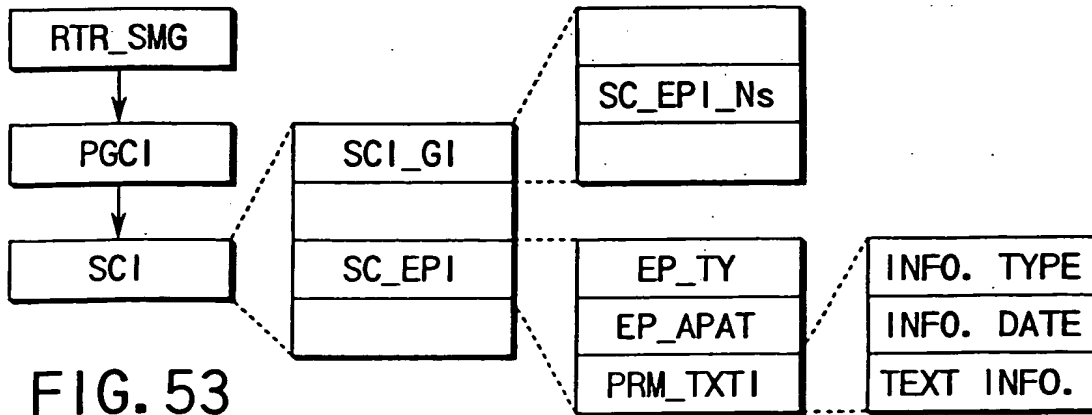 RTR_SMG
PGCI
SCI
SCI_GI
SC_EPI
SC_EPI_Ns
EP_TY
EP_APAT
PRM_TXTI
INFO. TYPE
INFO. DATE
TEXT INFO.
FIG. 53